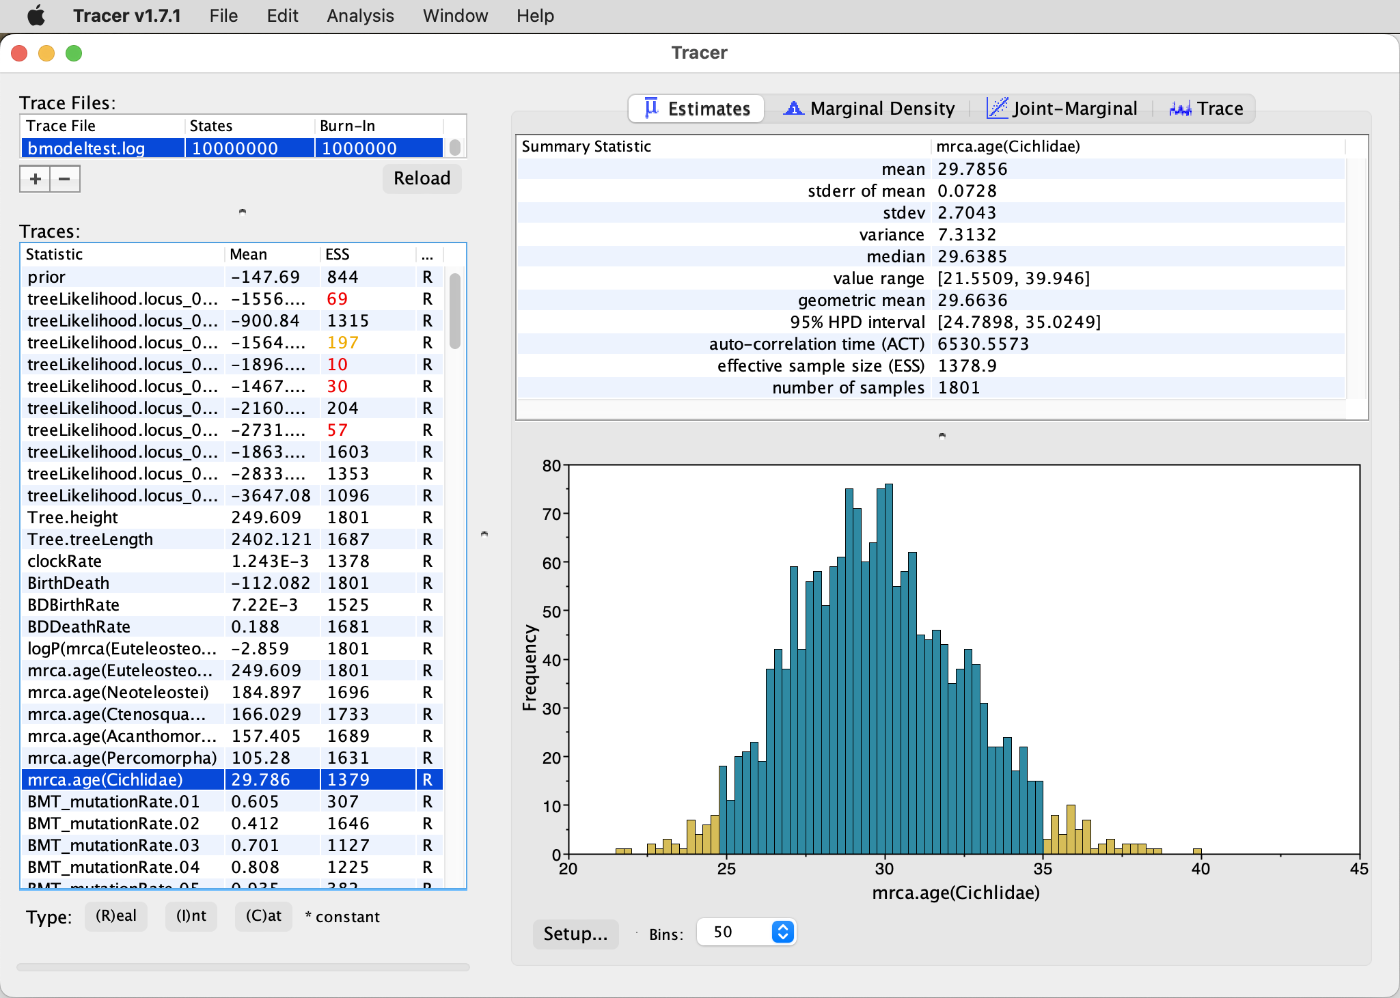 Tracer v1.7.1 File Edit Analysis Window Help
Tracer
Trace Files:
Trace File States Burn-In
bmodeltest.log 10000000 1000000
+ −
Reload
Traces:
Statistic Mean ESS ...
prior -147.69 844 R
treeLikelihood.locus_0... -1556.... 69 R
treeLikelihood.locus_0... -900.84 1315 R
treeLikelihood.locus_0... -1564.... 197 R
treeLikelihood.locus_0... -1896.... 10 R
treeLikelihood.locus_0... -1467.... 30 R
treeLikelihood.locus_0... -2160.... 204 R
treeLikelihood.locus_0... -2731.... 57 R
treeLikelihood.locus_0... -1863.... 1603 R
treeLikelihood.locus_0... -2833.... 1353 R
treeLikelihood.locus_0... -3647.08 1096 R
Tree.height 249.609 1801 R
Tree.treeLength 2402.121 1687 R
clockRate 1.243E-3 1378 R
BirthDeath -112.082 1801 R
BDBirthRate 7.22E-3 1525 R
BDDeathRate 0.188 1681 R
logP(mrca(Euteleosteo... -2.859 1801 R
mrca.age(Euteleosteo... 249.609 1801 R
mrca.age(Neoteleostei) 184.897 1696 R
mrca.age(Ctenosqua... 166.029 1733 R
mrca.age(Acanthomor... 157.405 1689 R
mrca.age(Percomorpha) 105.28 1631 R
mrca.age(Cichlidae) 29.786 1379 R
BMT_mutationRate.01 0.605 307 R
BMT_mutationRate.02 0.412 1646 R
BMT_mutationRate.03 0.701 1127 R
BMT_mutationRate.04 0.808 1225 R
BMT_mutationRate.05 0.935 382 R
Type: (R)eal (I)nt (C)at * constant
Estimates Marginal Density Joint-Marginal Trace
Summary Statistic mrca.age(Cichlidae)
mean 29.7856
stderr of mean 0.0728
stdev 2.7043
variance 7.3132
median 29.6385
value range [21.5509, 39.946]
geometric mean 29.6636
95% HPD interval [24.7898, 35.0249]
auto-correlation time (ACT) 6530.5573
effective sample size (ESS) 1378.9
number of samples 1801
80
70
60
50
40
30
20
10
0
Frequency
20 25 30 35 40 45
mrca.age(Cichlidae)
Setup... Bins: 50